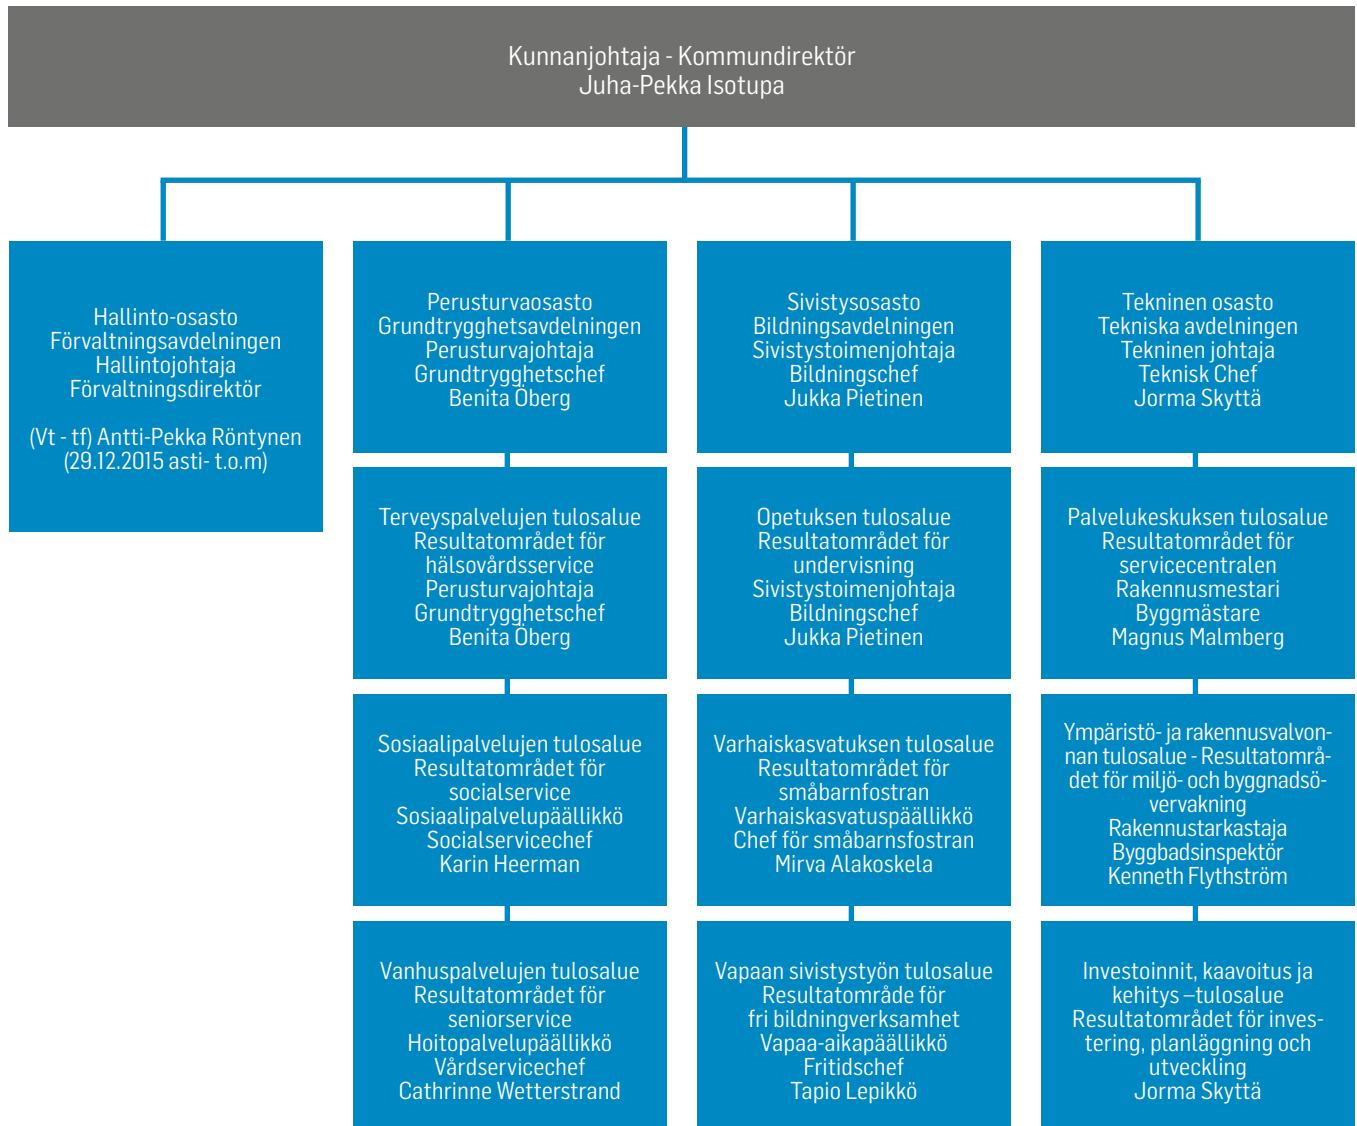 Kunnanjohtaja - Kommundirektör
Juha-Pekka Isotupa
Hallinto-osasto
Förvaltningsavdelningen
Hallintojohtaja
Förvaltningsdirektör
(Vt - tf) Antti-Pekka Röntynen
(29.12.2015 asti- t.o.m)
Perusturvaosasto
Grundtrygghetsavdelningen
Perusturvajohtaja
Grundtrygghetschef
Benita Öberg
Terveyspalvelujen tulosalue
Resultatområdet för
hälsovårdsservice
Perusturvajohtaja
Grundtrygghetschef
Benita Öberg
Sosiaalipalvelujen tulosalue
Resultatområdet för
socialservice
Sosiaalipalvelupäällikkö
Socialservicechef
Karin Heerman
Vanhuspalvelujen tulosalue
Resultatområdet för
seniorservice
Hoitopalvelupäällikkö
Vårdservicechef
Cathrinne Wetterstrand
Sivistysosasto
Bildningsavdelningen
Sivistystoimenjohtaja
Bildningschef
Jukka Pietinen
Opetuksen tulosalue
Resultatområdet för
undervisning
Sivistystoimenjohtaja
Bildningschef
Jukka Pietinen
Varhaiskasvatuksen tulosalue
Resultatområdet för
småbarnfostran
Varhaiskasvatuspäällikkö
Chef för småbarnsfostran
Mirva Alakoskela
Vapaan sivistystyön tulosalue
Resultatområde för
fri bildningverksamhet
Vapaa-aikapäällikkö
Fritidschef
Tapio Lepikkö
Tekninen osasto
Tekniska avdelningen
Tekninen johtaja
Teknisk Chef
Jorma Skyttä
Palvelukeskuksen tulosalue
Resultatområdet för
servicecentralen
Rakennusmestari
Byggmästare
Magnus Malmberg
Ympäristö- ja rakennusvalvon-
nan tulosalue - Resultatområ-
det för miljö- och byggnadsö-
vervakning
Rakennustarkastaja
Byggbadsinspektör
Kenneth Flythström
Investoinnit, kaavoitus ja
kehitys –tulosalue
Resultatområdet för inves-
tering, planläggning och
utveckling
Jorma Skyttä